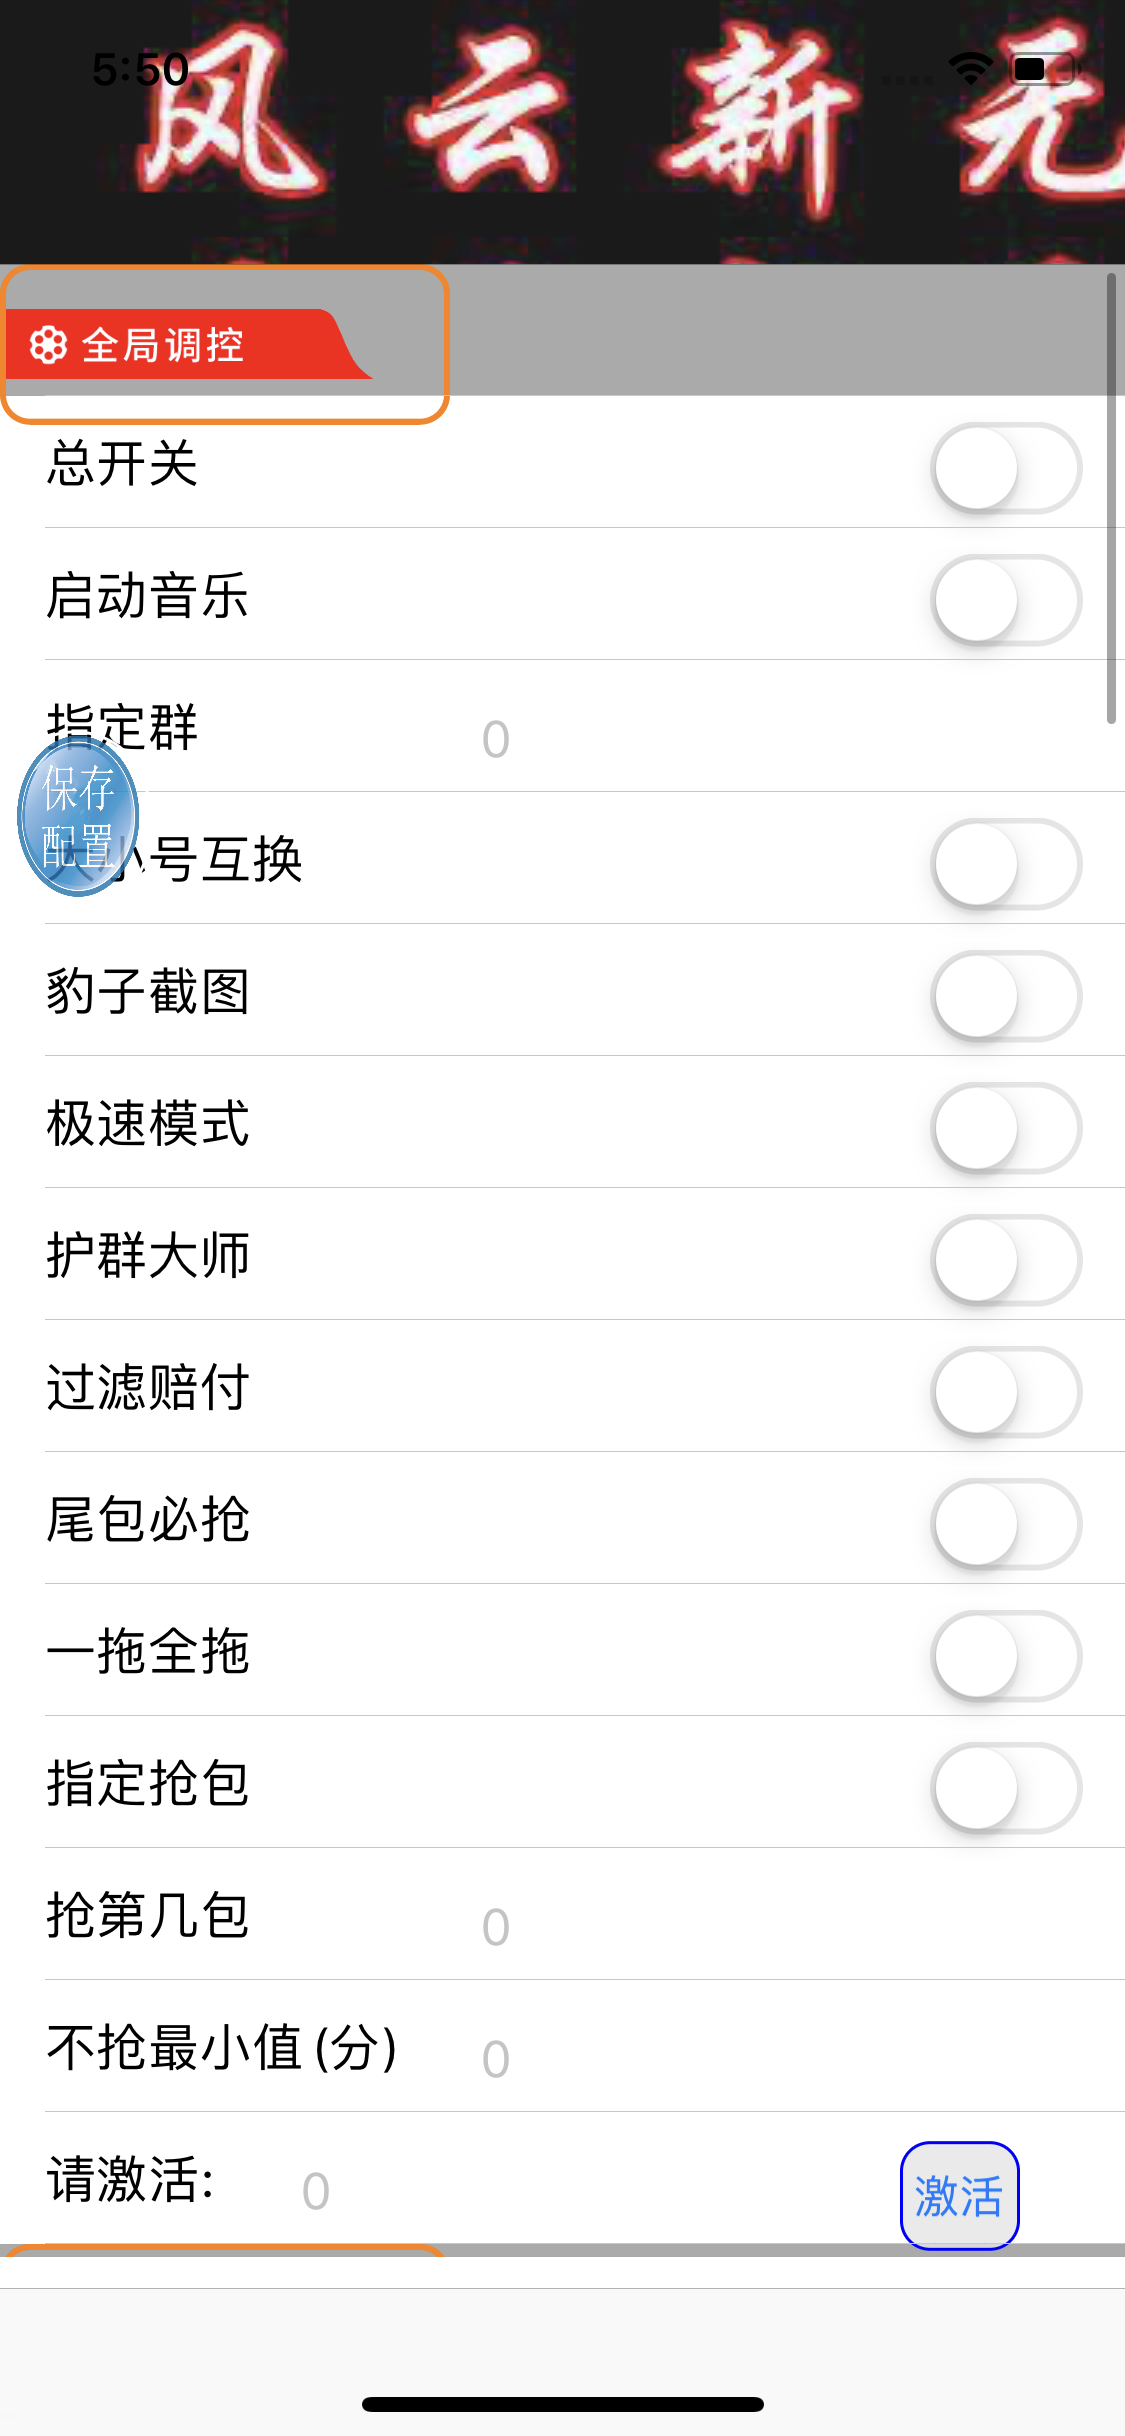 风云新元
5:50
全局调控
总开关
启动音乐
指定群 0
保存
配置
大小号互换
豹子截图
极速模式
护群大师
过滤赔付
尾包必抢
一拖全拖
指定抢包
抢第几包 0
不抢最小值(分) 0
请激活: 0 激活